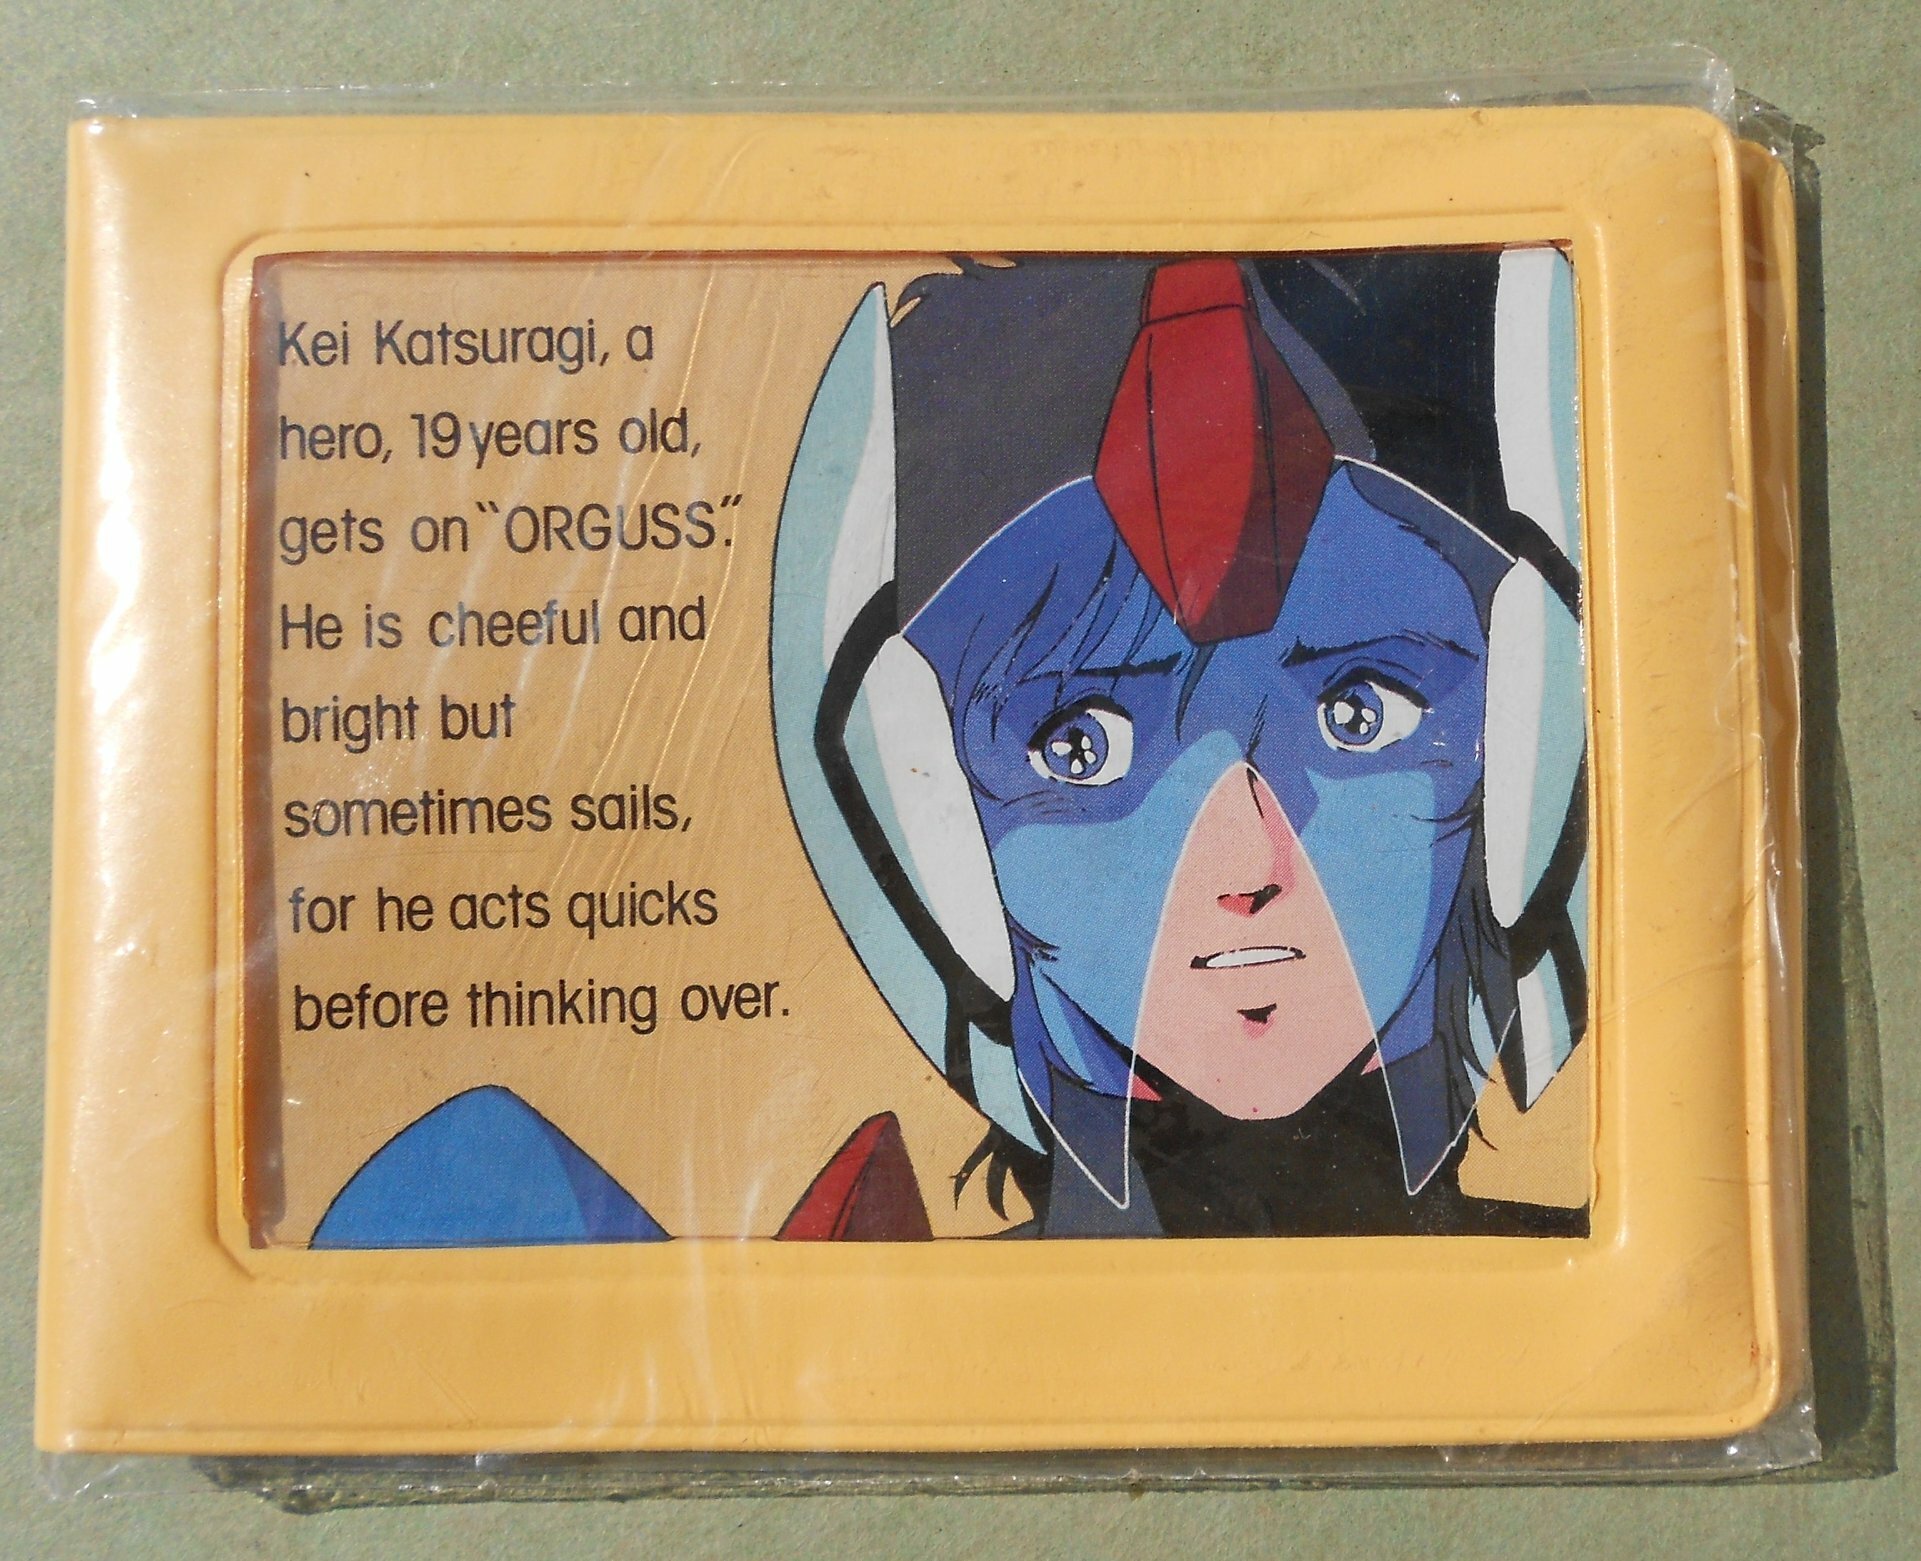 Kei Katsuragi, a
hero, 19 years old,
gets on "ORGUSS".
He is cheeful and
bright but
sometimes sails,
for he acts quicks
before thinking over.